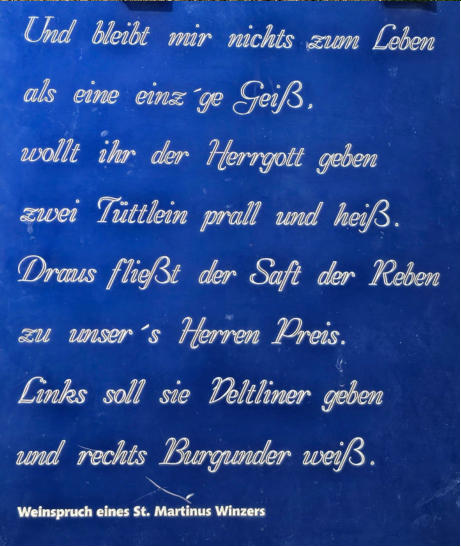 Und bleibt mir nichts zum Leben
als eine einz´ge Geiß,
wollt ihr der Herrgott geben
zwei Tüttlein prall und heiß.
Draus fließt der Saft der Reben
zu unser´s Herren Preis.
Links soll sie Veltliner geben
und rechts Burgunder weiß.
Weinspruch eines St. Martinus Winzers